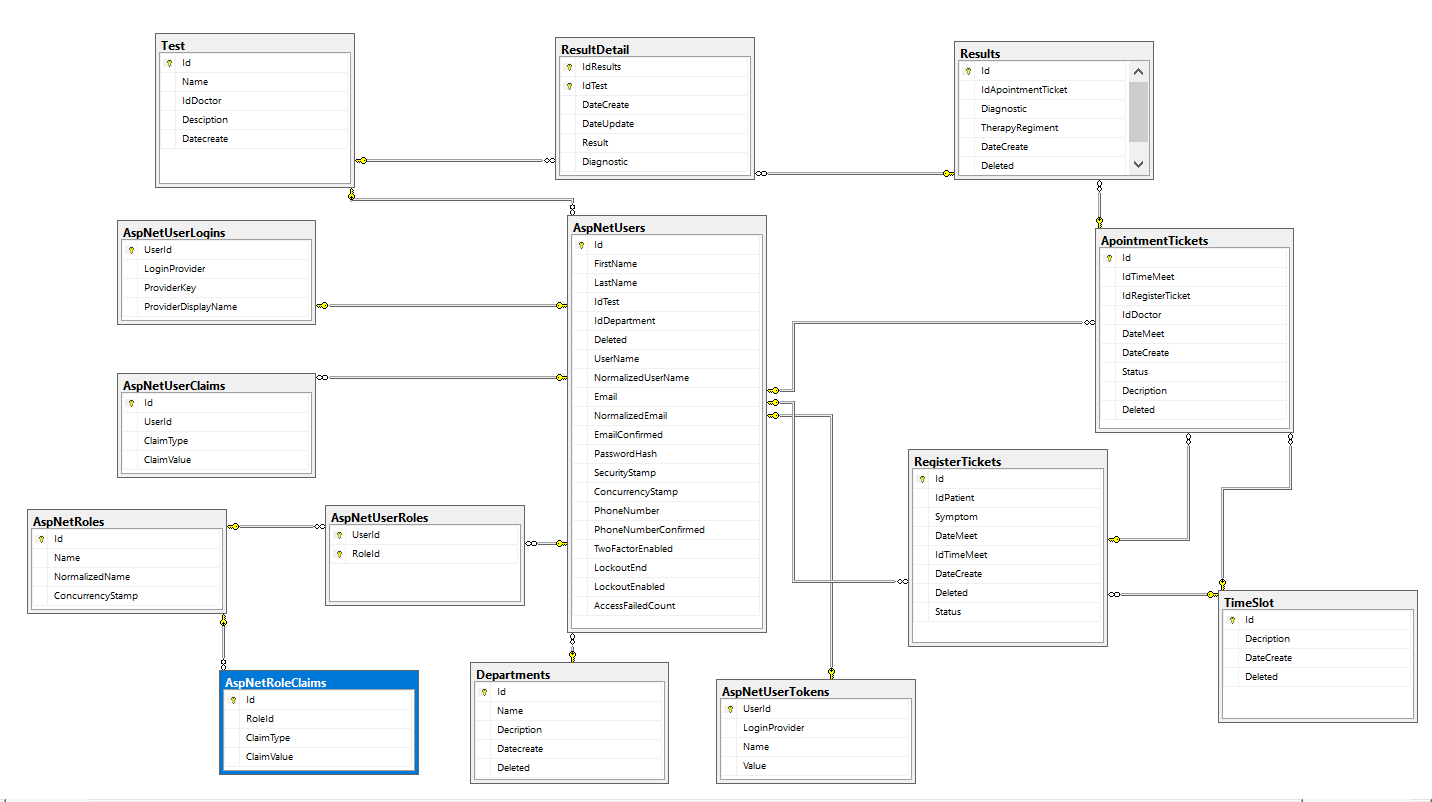 Test
Id
Name
IdDoctor
Desciption
Datecreate
ResultDetail
IdResults
IdTest
DateCreate
DateUpdate
Result
Diagnostic
Results
Id
IdApointmentTicket
Diagnostic
TherapyRegiment
DateCreate
Deleted
AspNetUserLogins
UserId
LoginProvider
ProviderKey
ProviderDisplayName
AspNetUsers
Id
FirstName
LastName
IdTest
IdDepartment
Deleted
UserName
NormalizedUserName
Email
NormalizedEmail
EmailConfirmed
PasswordHash
SecurityStamp
ConcurrencyStamp
PhoneNumber
PhoneNumberConfirmed
TwoFactorEnabled
LockoutEnd
LockoutEnabled
AccessFailedCount
ApointmentTickets
Id
IdTimeMeet
IdRegisterTicket
IdDoctor
DateMeet
DateCreate
Status
Decription
Deleted
AspNetUserClaims
Id
UserId
ClaimType
ClaimValue
RegisterTickets
Id
IdPatient
Symptom
DateMeet
IdTimeMeet
DateCreate
Deleted
Status
AspNetRoles
Id
Name
NormalizedName
ConcurrencyStamp
AspNetUserRoles
UserId
RoleId
TimeSlot
Id
Decription
DateCreate
Deleted
AspNetRoleClaims
Id
RoleId
ClaimType
ClaimValue
Departments
Id
Name
Decription
Datecreate
Deleted
AspNetUserTokens
UserId
LoginProvider
Name
Value